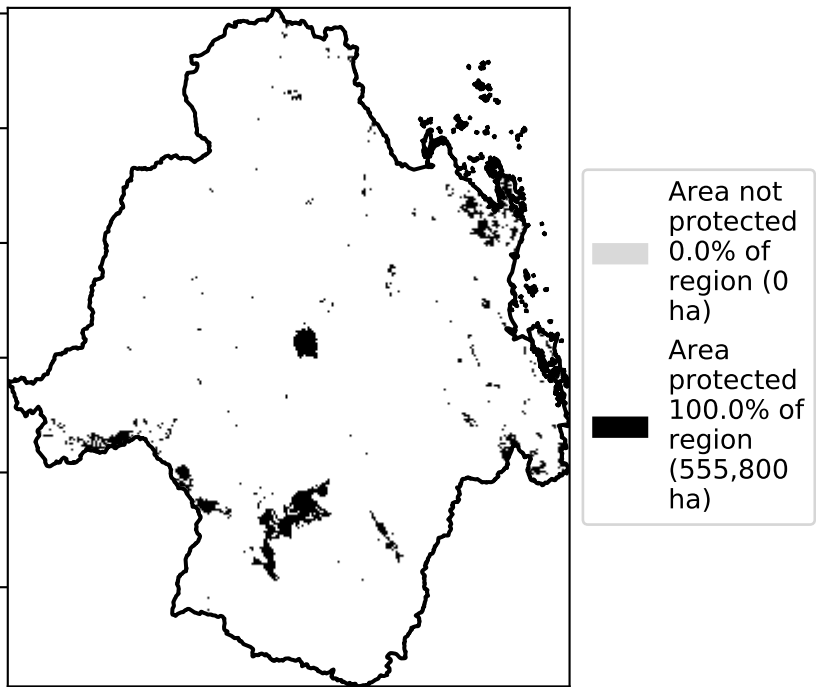 Area not
protected
0.0% of
region (0
ha)
Area
protected
100.0% of
region
(555,800
ha)